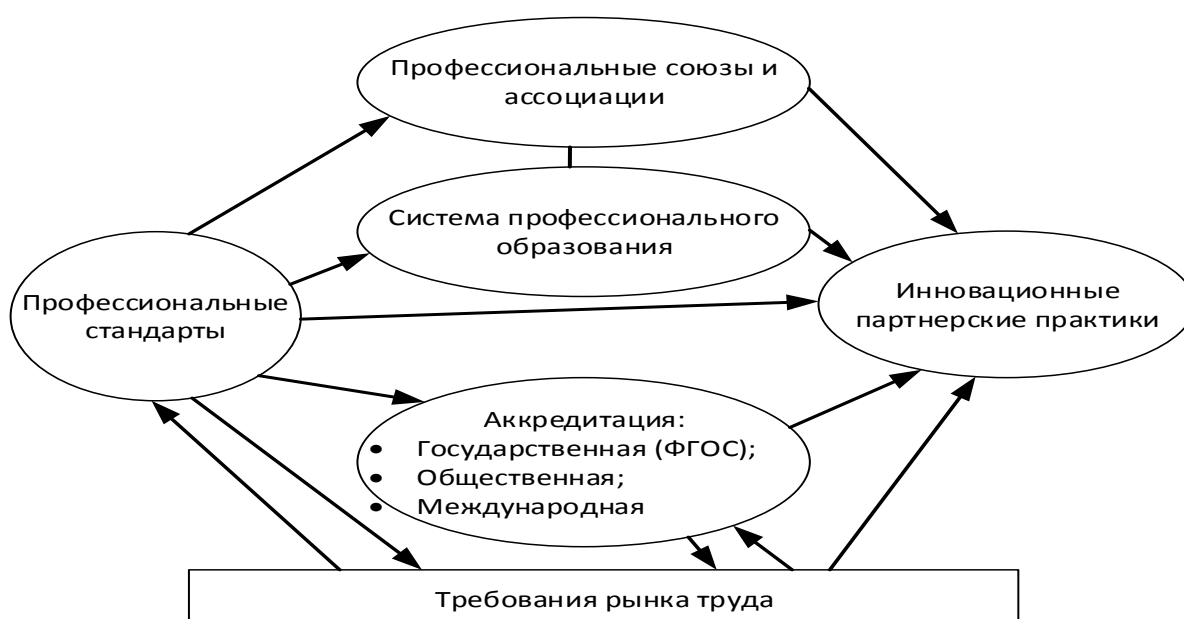 Профессиональные союзы и
ассоциации
Система профессионального
образования
Профессиональные
стандарты
Инновационные
партнерские практики
Аккредитация:
• Государственная (ФГОС);
• Общественная;
• Международная
Требования рынка труда